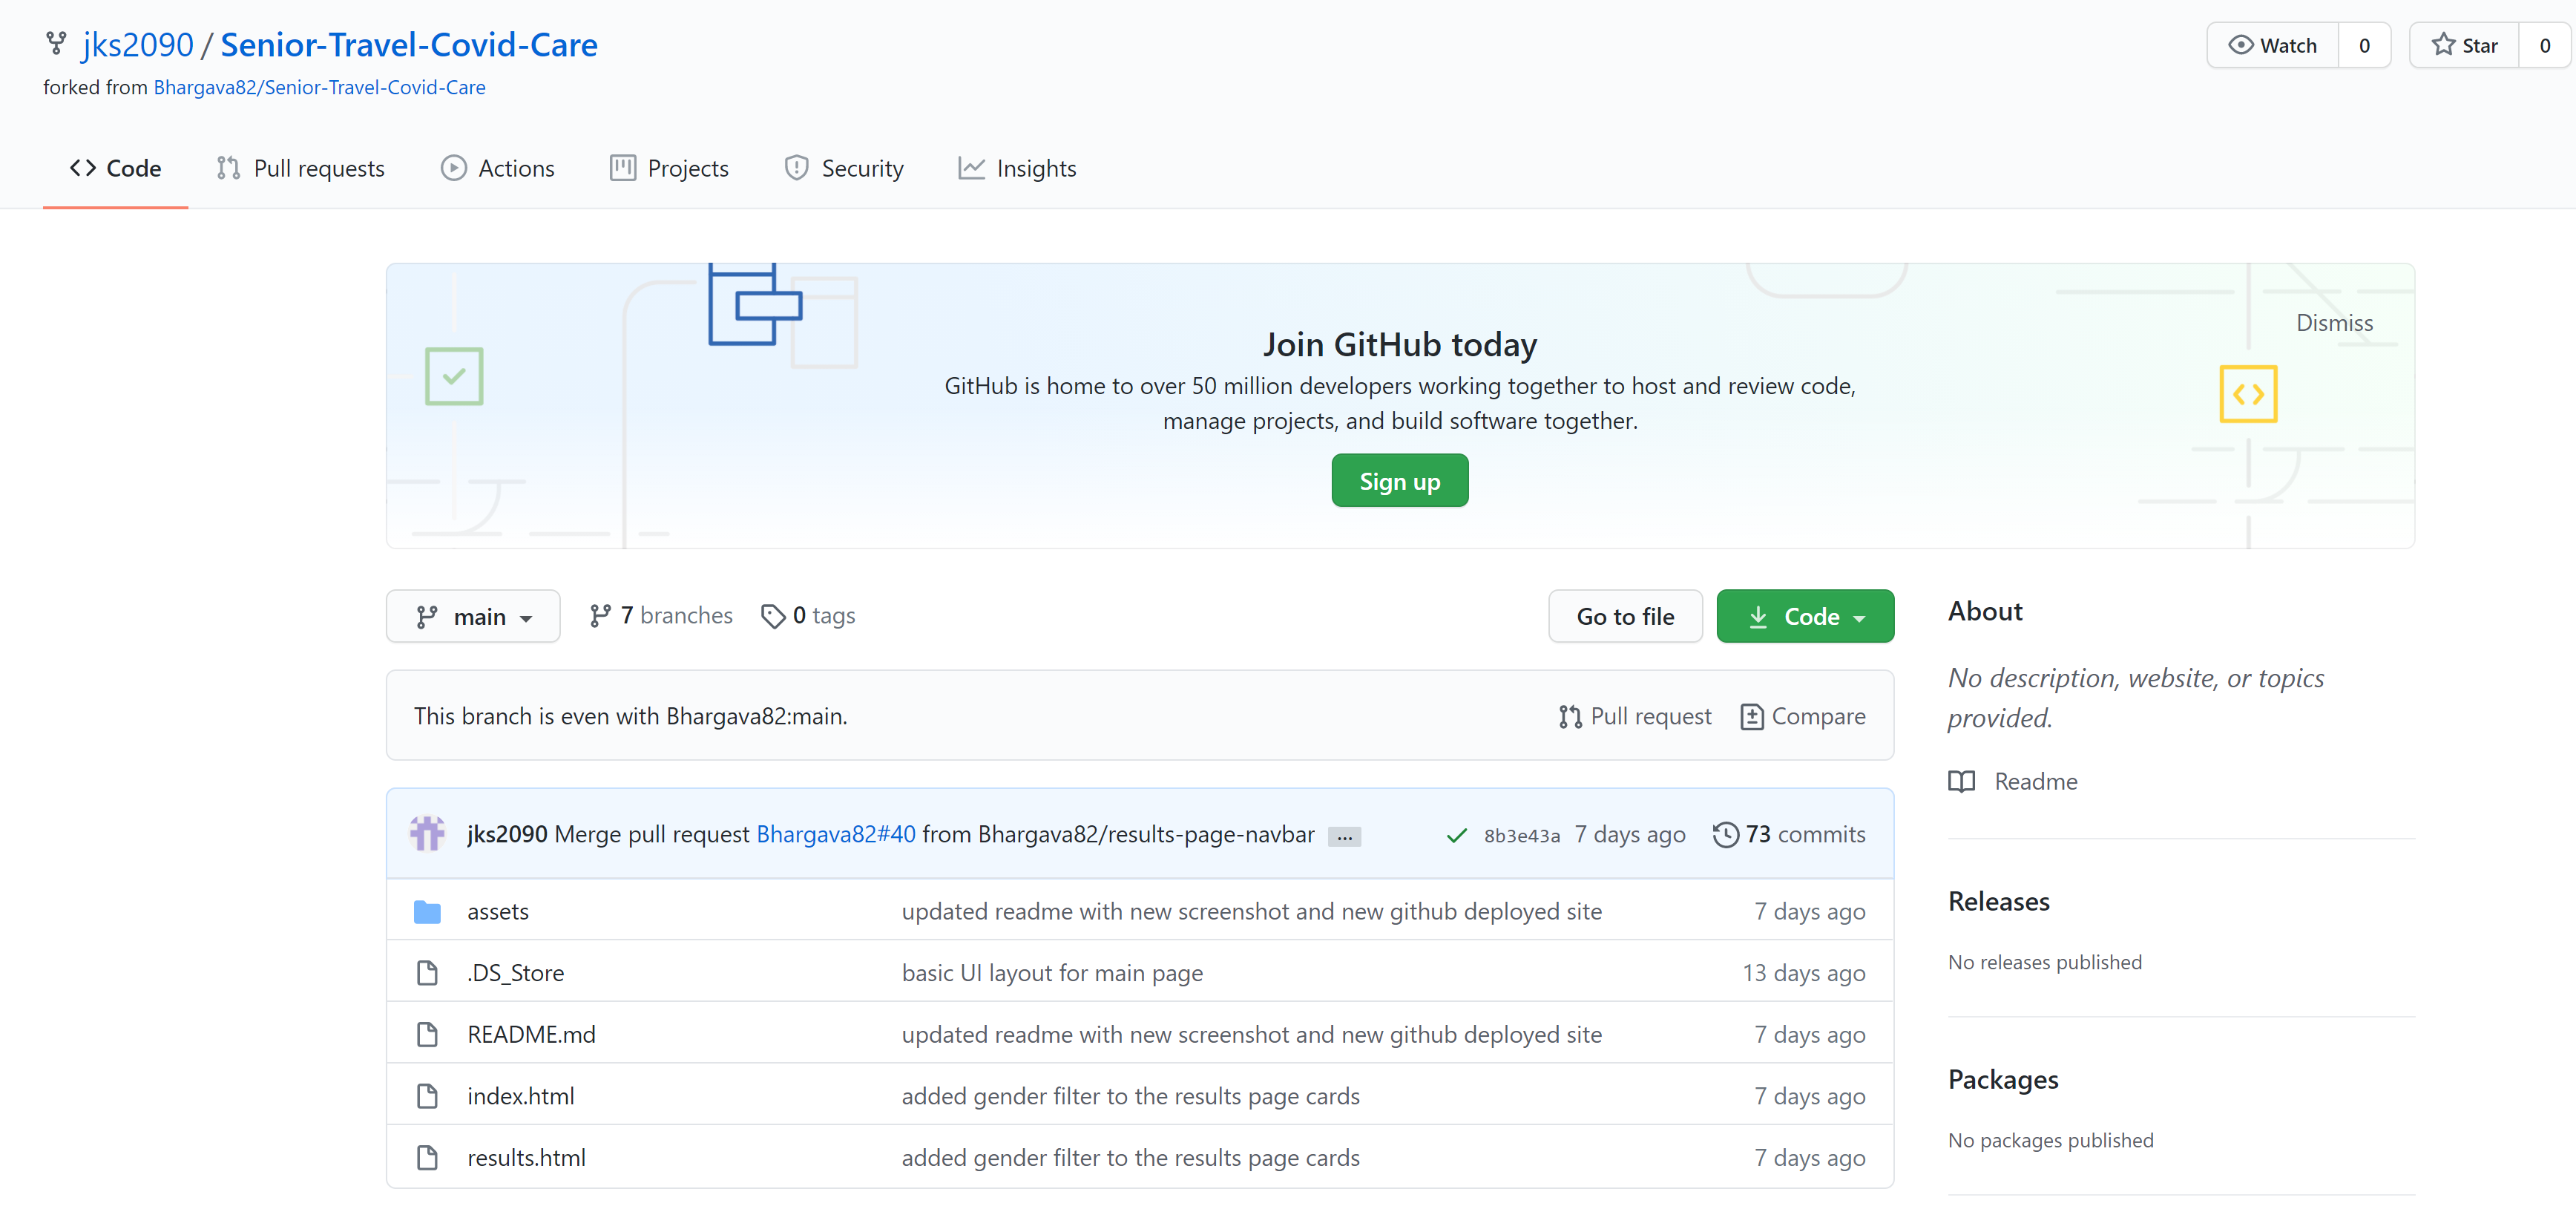 jks2090 / Senior-Travel-Covid-Care
Watch 0
Star 0
forked from Bhargava82/Senior-Travel-Covid-Care
Code
Pull requests
Actions
Projects
Security
Insights
Dismiss
Join GitHub today
GitHub is home to over 50 million developers working together to host and review code,
manage projects, and build software together.
Sign up
main
7 branches
0 tags
Go to file
Code
This branch is even with Bhargava82:main.
Pull request
Compare
jks2090 Merge pull request Bhargava82#40 from Bhargava82/results-page-navbar ...
8b3e43a 7 days ago
73 commits
assets
updated readme with new screenshot and new github deployed site
7 days ago
.DS_Store
basic UI layout for main page
13 days ago
README.md
updated readme with new screenshot and new github deployed site
7 days ago
index.html
added gender filter to the results page cards
7 days ago
results.html
added gender filter to the results page cards
7 days ago
About
No description, website, or topics
provided.
Readme
Releases
No releases published
Packages
No packages published